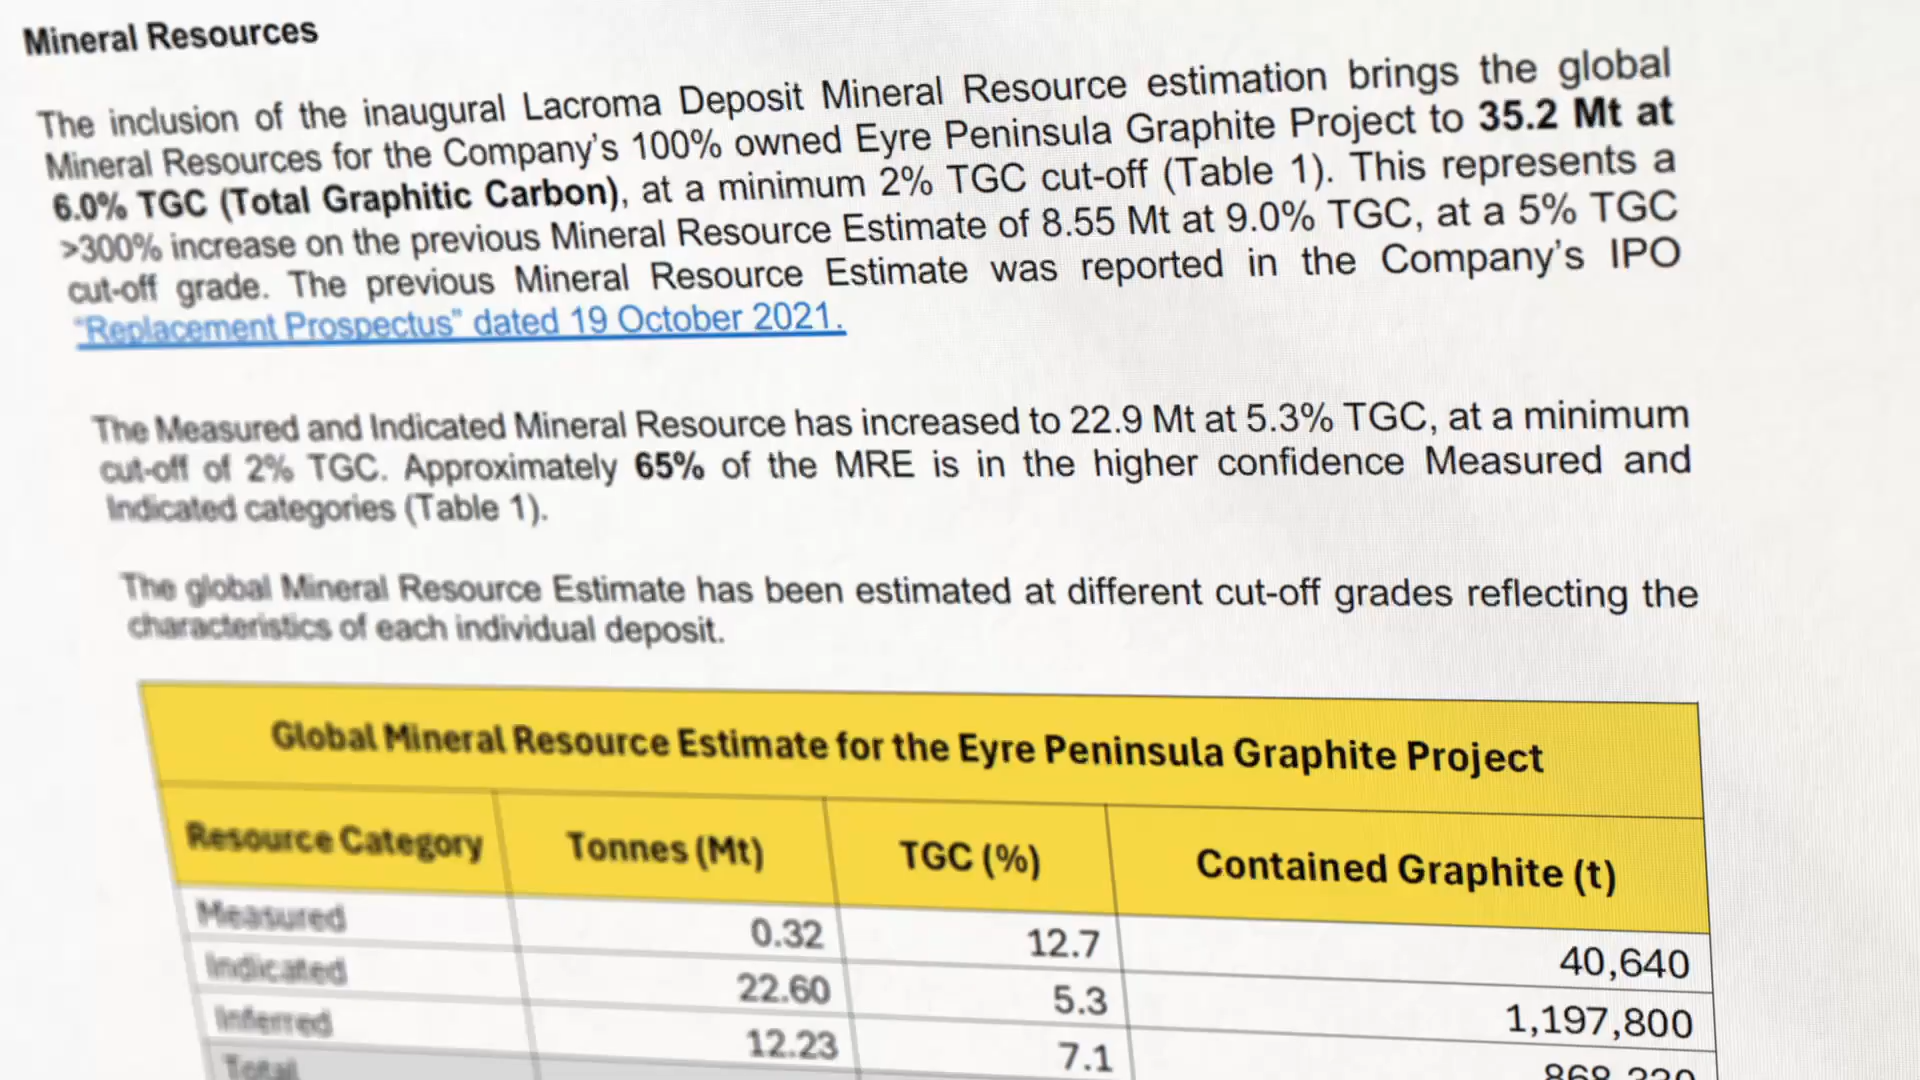 Mineral Resources
The inclusion of the inaugural Lacroma Deposit Mineral Resource estimation brings the global
Mineral Resources for the Company's 100% owned Eyre Peninsula Graphite Project to 35.2 Mt at
6.0% TGC (Total Graphitic Carbon), at a minimum 2% TGC cut-off (Table 1). This represents a
>300% increase on the previous Mineral Resource Estimate of 8.55 Mt at 9.0% TGC, at a 5% TGC
cut-off grade. The previous Mineral Resource Estimate was reported in the Company's IPO
"Replacement Prospectus" dated 19 October 2021.
The Measured and Indicated Mineral Resource has increased to 22.9 Mt at 5.3% TGC, at a minimum
cut-off of 2% TGC. Approximately 65% of the MRE is in the higher confidence Measured and
Indicated categories (Table 1).
The global Mineral Resource Estimate has been estimated at different cut-off grades reflecting the
characteristics of each individual deposit.
Global Mineral Resource Estimate for the Eyre Peninsula Graphite Project
Resource Category Tonnes (Mt) TGC (%) Contained Graphite (t)
Measured 0.32 12.7 40,640
Indicated 22.60 5.3 1,197,800
Inferred 12.23 7.1
Total